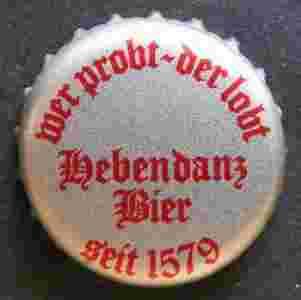 wer probt-der lobt
Hebendanz
Bier
seit 1579